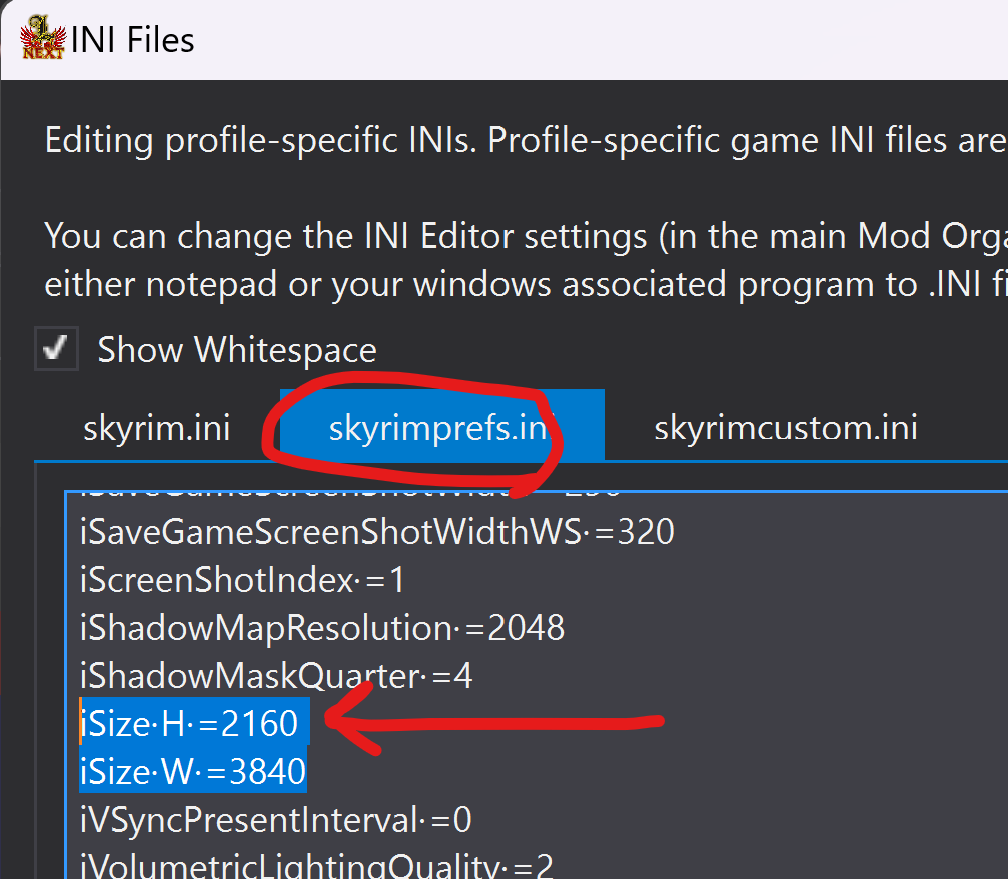 NEXT
INI Files
Editing profile-specific INIs. Profile-specific game INI files are
You can change the INI Editor settings (in the main Mod Orga
either notepad or your windows associated program to .INI fi
Show Whitespace
skyrim.ini skyrimprefs.ini skyrimcustom.ini
iSaveGameScreenShotWidthWS·=320
iScreenShotIndex·=1
iShadowMapResolution·=2048
iShadowMaskQuarter·=4
iSize·H·=2160
iSize·W·=3840
iVSyncPresentInterval·=0
iVolumetricLightingQuality·=2